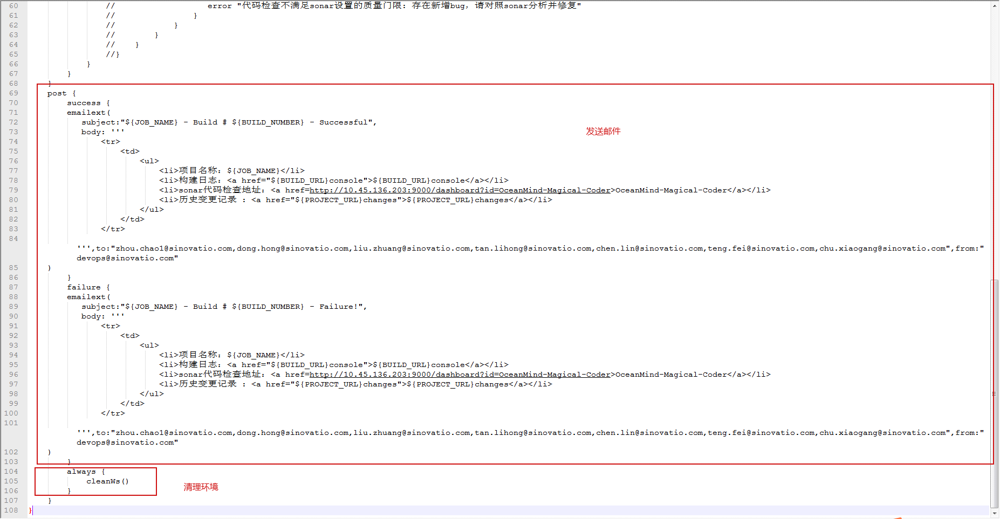 60 // error "代码检查不满足sonar设置的质量门限：存在新增bug，请对照sonar分析并修复"
61 // }
62 // }
63 // }
64 // }
65 //}
66 }
67 }
68 }
69 post {
70 success {
71 emailext(
72 subject:"${JOB_NAME} - Build # ${BUILD_NUMBER} - Successful",
73 body: '''
发送邮件
74 <tr>
75 <td>
76 <ul>
77 <li>项目名称：${JOB_NAME}</li>
78 <li>构建日志：<a href="${BUILD_URL}console">${BUILD_URL}console</a></li>
79 <li>sonar代码检查地址：<a href=http://10.45.136.203:9000/dashboard?id=OceanMind-Magical-Coder>OceanMind-Magical-Coder</a></li>
80 <li>历史变更记录 : <a href="${PROJECT_URL}changes">${PROJECT_URL}changes</a></li>
81 </ul>
82 </td>
83 </tr>
84
''',to:"zhou.chao1@sinovatio.com,dong.hong@sinovatio.com,liu.zhuang@sinovatio.com,tan.lihong@sinovatio.com,chen.lin@sinovatio.com,teng.fei@sinovatio.com,chu.xiaogang@sinovatio.com",from:"
devops@sinovatio.com"
85 )
86 }
87 failure {
88 emailext(
89 subject:"${JOB_NAME} - Build # ${BUILD_NUMBER} - Failure!",
90 body: '''
91 <tr>
92 <td>
93 <ul>
94 <li>项目名称：${JOB_NAME}</li>
95 <li>构建日志：<a href="${BUILD_URL}console">${BUILD_URL}console</a></li>
96 <li>sonar代码检查地址：<a href=http://10.45.136.203:9000/dashboard?id=OceanMind-Magical-Coder>OceanMind-Magical-Coder</a></li>
97 <li>历史变更记录 : <a href="${PROJECT_URL}changes">${PROJECT_URL}changes</a></li>
98 </ul>
99 </td>
100 </tr>
101
''',to:"zhou.chao1@sinovatio.com,dong.hong@sinovatio.com,liu.zhuang@sinovatio.com,tan.lihong@sinovatio.com,chen.lin@sinovatio.com,teng.fei@sinovatio.com,chu.xiaogang@sinovatio.com",from:"
devops@sinovatio.com"
102 )
103 }
104 always {
105 cleanWs()
清理环境
106 }
107 }
108 }